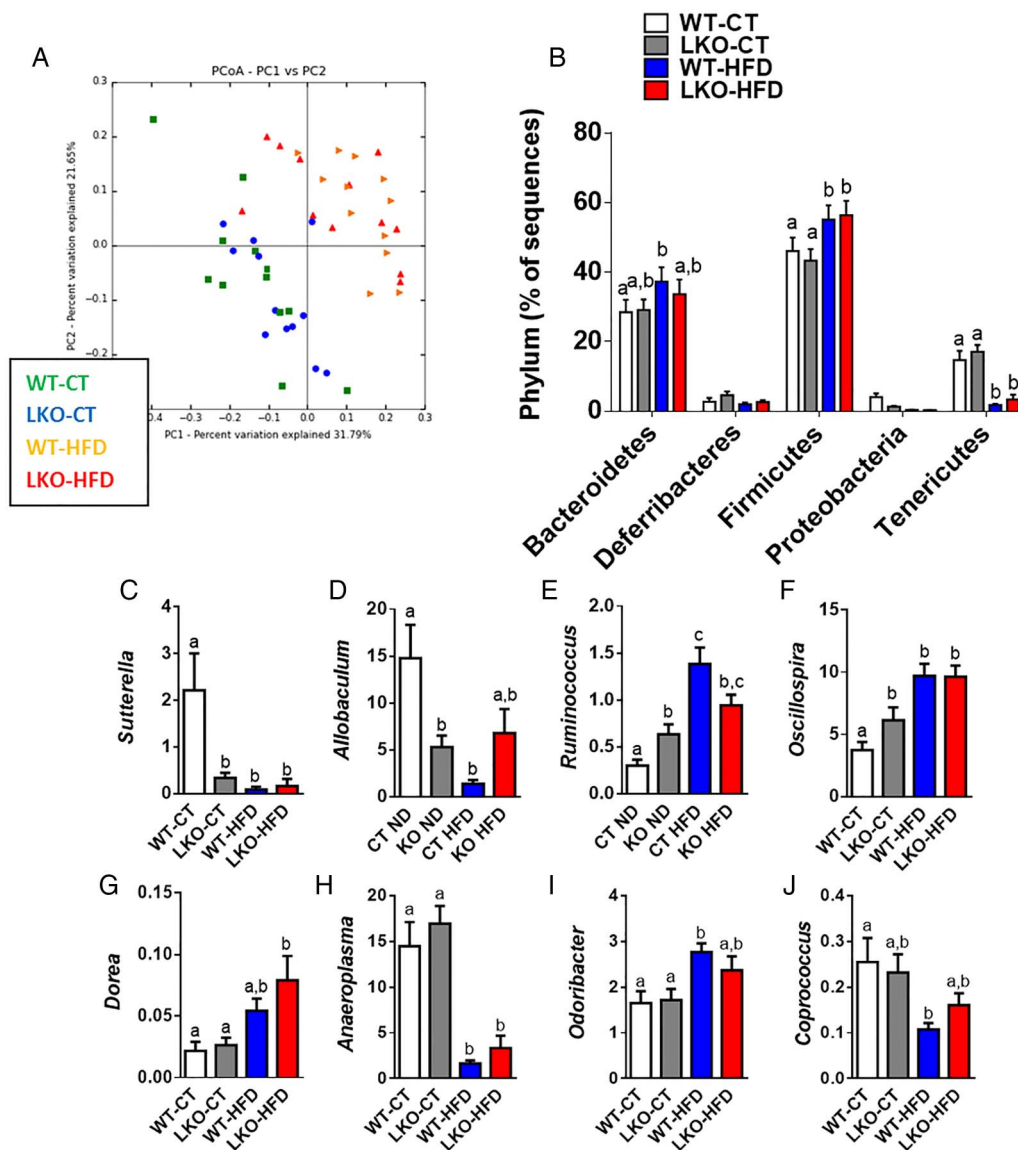 A
PCoA - PC1 vs PC2
0.3
0.2
0.1
0.0
−0.1
−0.2
PC2 - Percent variation explained 21.65%
0.4 −0.3 −0.2 −0.1 0.0 0.1 0.2 0.3
PC1 - Percent variation explained 31.79%
WT-CT
LKO-CT
WT-HFD
LKO-HFD
B
WT-CT
LKO-CT
WT-HFD
LKO-HFD
Phylum (% of sequences)
80
60
40
20
0
a a,b b a,b
a a b b
a a b b
Bacteroidetes
Deferribacteres
Firmicutes
Proteobacteria
Tenericutes
C
Sutterella
4
3
2
1
0
a b b b
WT-CT
LKO-CT
WT-HFD
LKO-HFD
D
Allobaculum
20
15
10
5
0
a b b a,b
CT ND
KO ND
CT HFD
KO HFD
E
Ruminococcus
2.0
1.5
1.0
0.5
0.0
a b c b,c
CT ND
KO ND
CT HFD
KO HFD
F
Oscillospira
15
10
5
0
a b b b
WT-CT
LKO-CT
WT-HFD
LKO-HFD
G
Dorea
0.15
0.10
0.05
0.00
a a a,b b
WT-CT
LKO-CT
WT-HFD
LKO-HFD
H
Anaeroplasma
20
15
10
5
0
a a b b
WT-CT
LKO-CT
WT-HFD
LKO-HFD
I
Odoribacter
4
3
2
1
0
a a b a,b
WT-CT
LKO-CT
WT-HFD
LKO-HFD
J
Coprococcus
0.4
0.3
0.2
0.1
0.0
a a,b b a,b
WT-CT
LKO-CT
WT-HFD
LKO-HFD